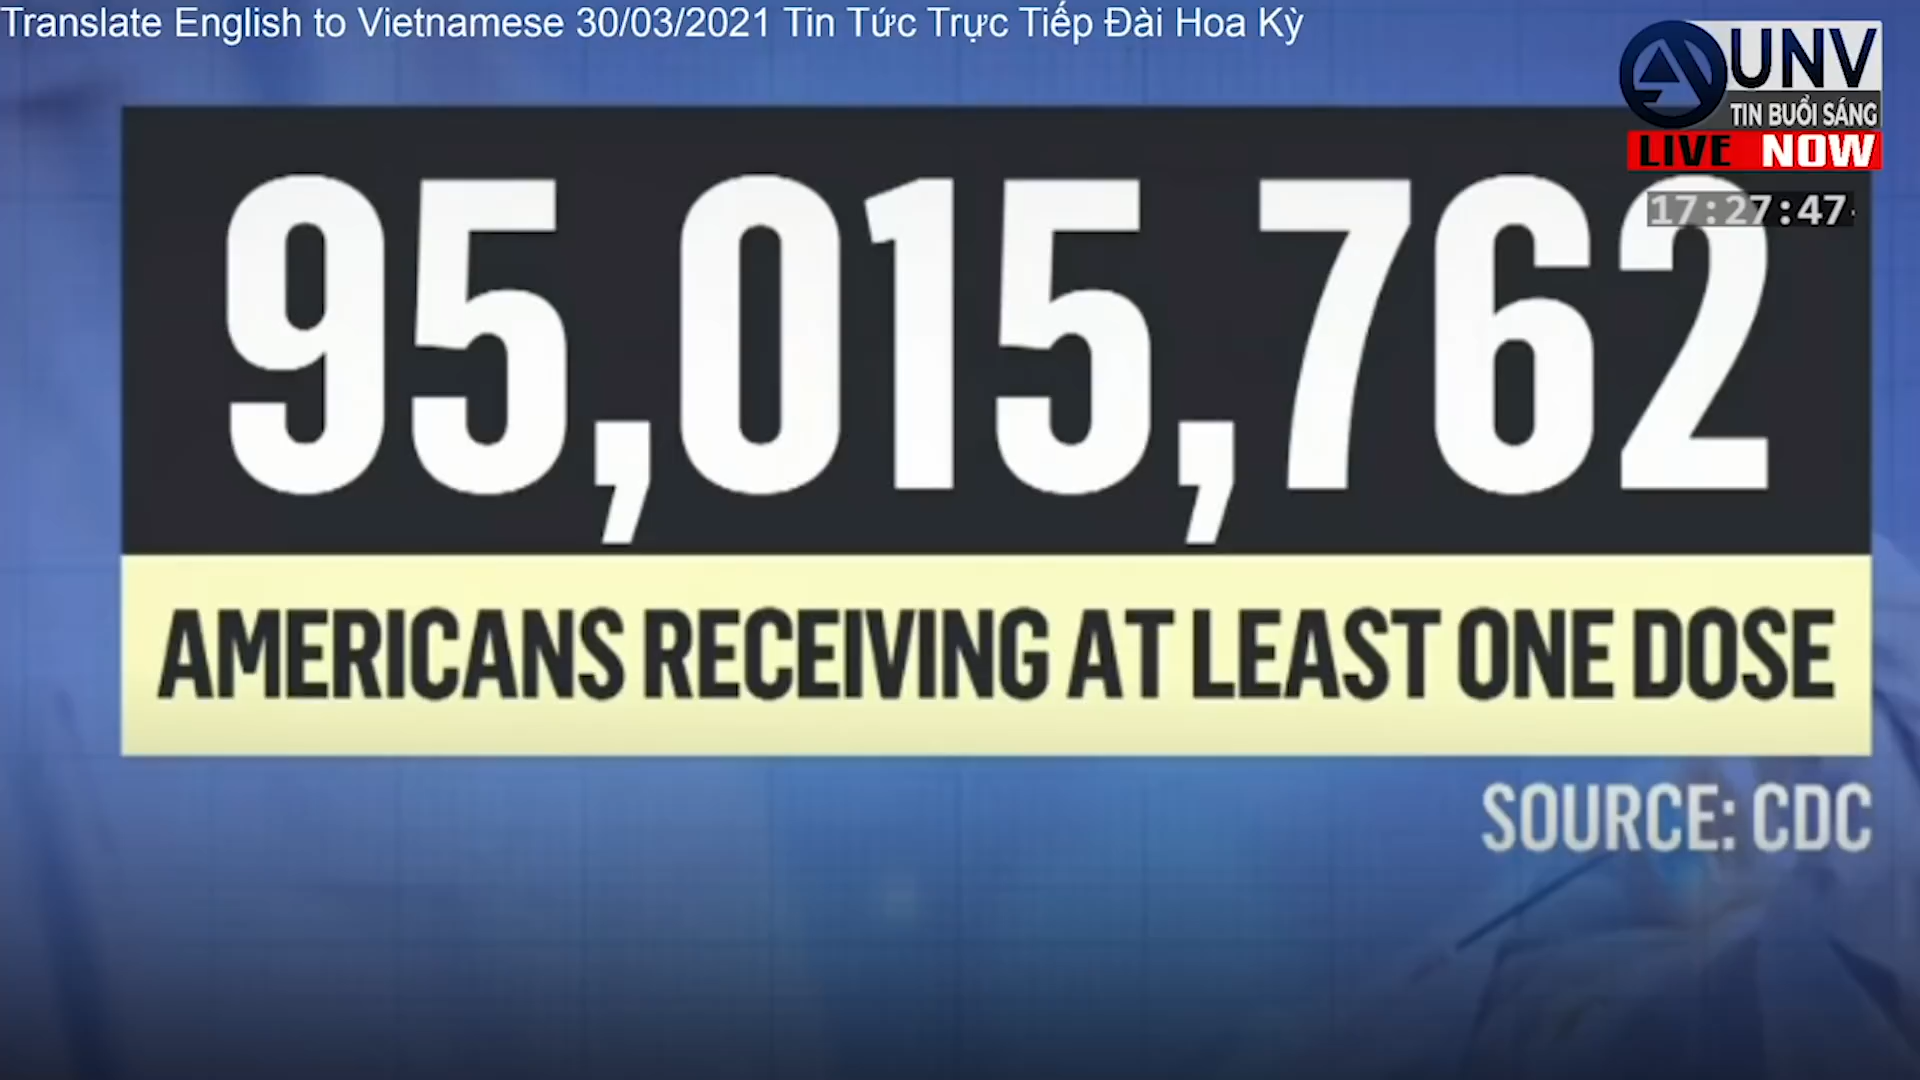 Translate English to Vietnamese 30/03/2021 Tin Tức Trực Tiếp Đài Hoa Kỳ
UNV
TIN BUỔI SÁNG
LIVE NOW
17:27:47
95,015,762
AMERICANS RECEIVING AT LEAST ONE DOSE
SOURCE: CDC